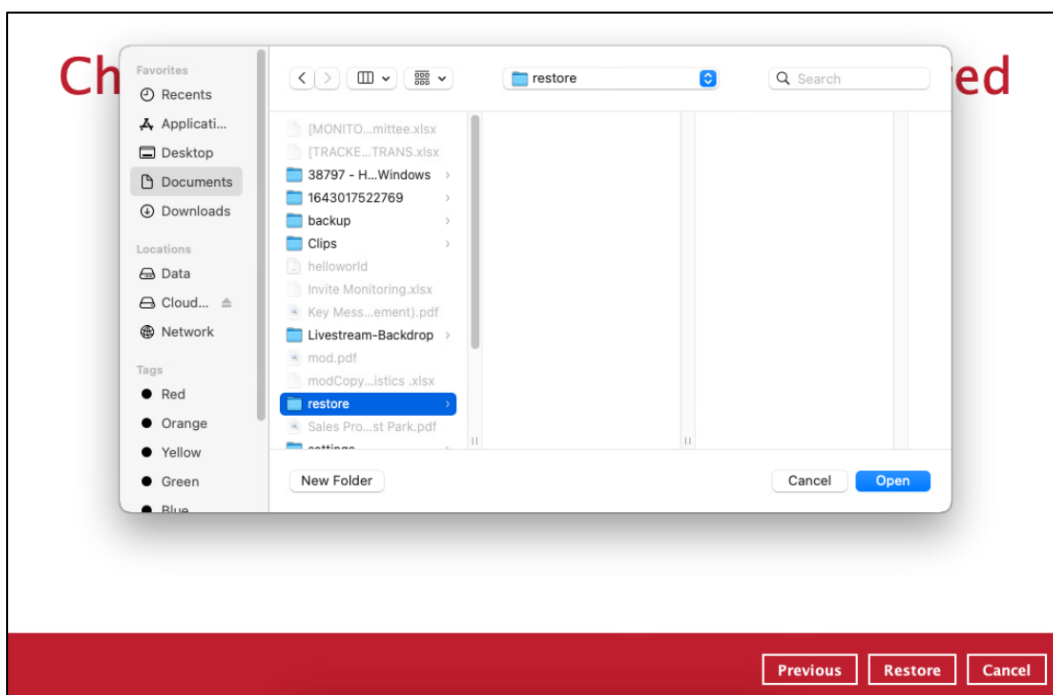 Ch
ed
Favorites
Recents
Applicati...
Desktop
Documents
Downloads
Locations
Data
Cloud...
Network
Tags
Red
Orange
Yellow
Green
Blue
restore
Search
[MONITO...mittee.xlsx
[TRACKE...TRANS.xlsx
38797 - H...Windows
1643017522769
backup
Clips
helloworld
Invite Monitoring.xlsx
Key Mess...ement).pdf
Livestream-Backdrop
mod.pdf
modCopy...istics .xlsx
restore
Sales Pro...st Park.pdf
settings
New Folder
Cancel
Open
Previous
Restore
Cancel